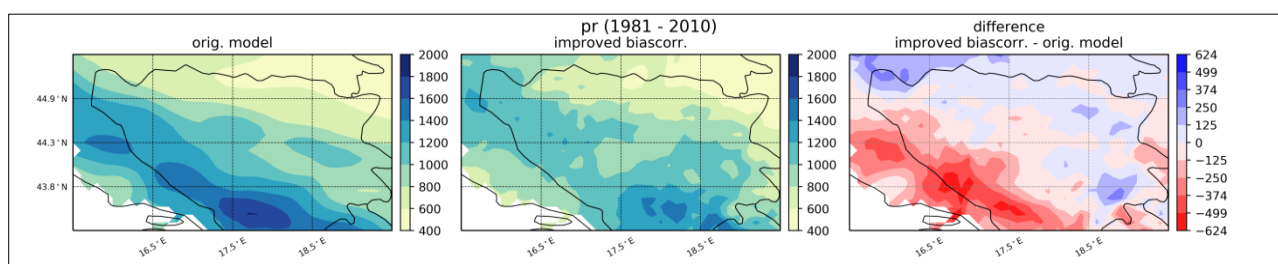 pr (1981 - 2010)
orig. model
improved biascorr.
difference
improved biascorr. - orig. model
44.9°N
44.3°N
43.8°N
16.5°E
17.5°E
18.5°E
2000
1800
1600
1400
1200
1000
800
600
400
16.5°E
17.5°E
18.5°E
2000
1800
1600
1400
1200
1000
800
600
400
16.5°E
17.5°E
18.5°E
624
499
374
250
125
0
−125
−250
−374
−499
−624